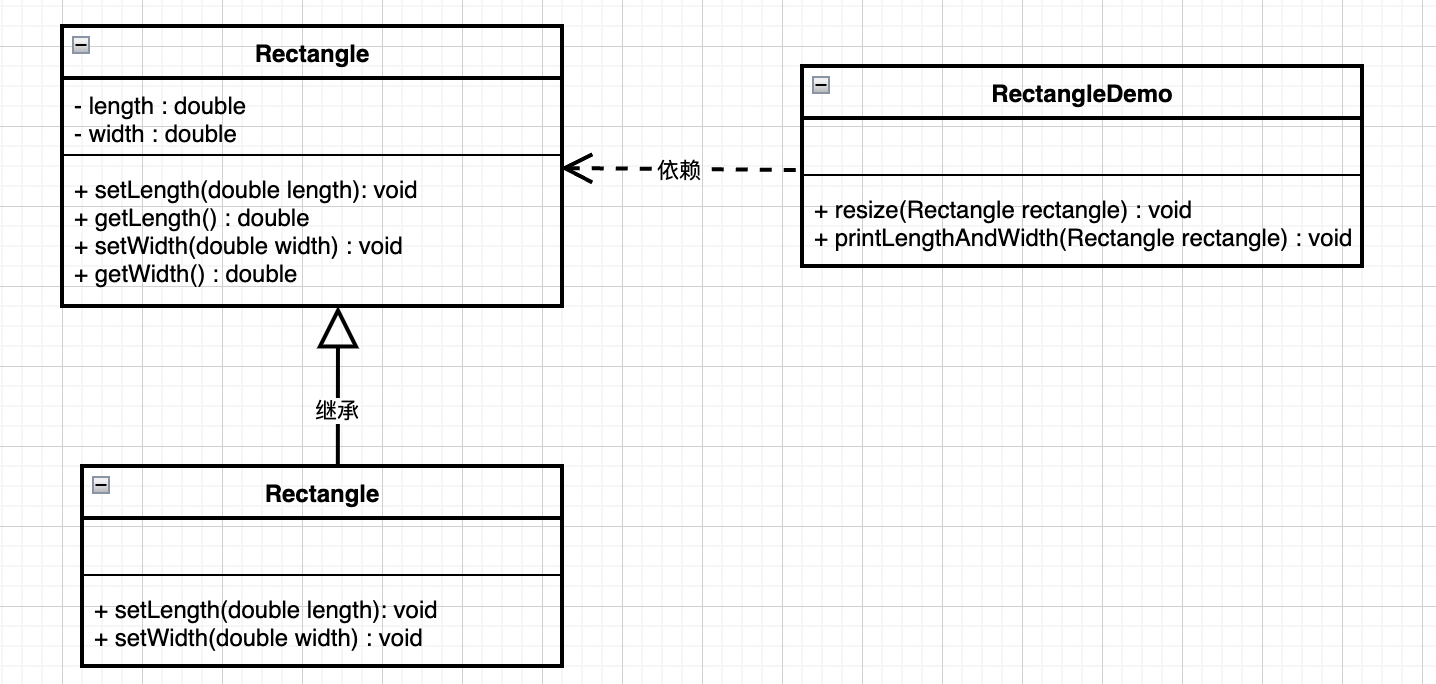 Rectangle
- length : double
- width : double
+ setLength(double length): void
+ getLength() : double
+ setWidth(double width) : void
+ getWidth() : double
RectangleDemo
+ resize(Rectangle rectangle) : void
+ printLengthAndWidth(Rectangle rectangle) : void
依赖
继承
Rectangle
+ setLength(double length): void
+ setWidth(double width) : void